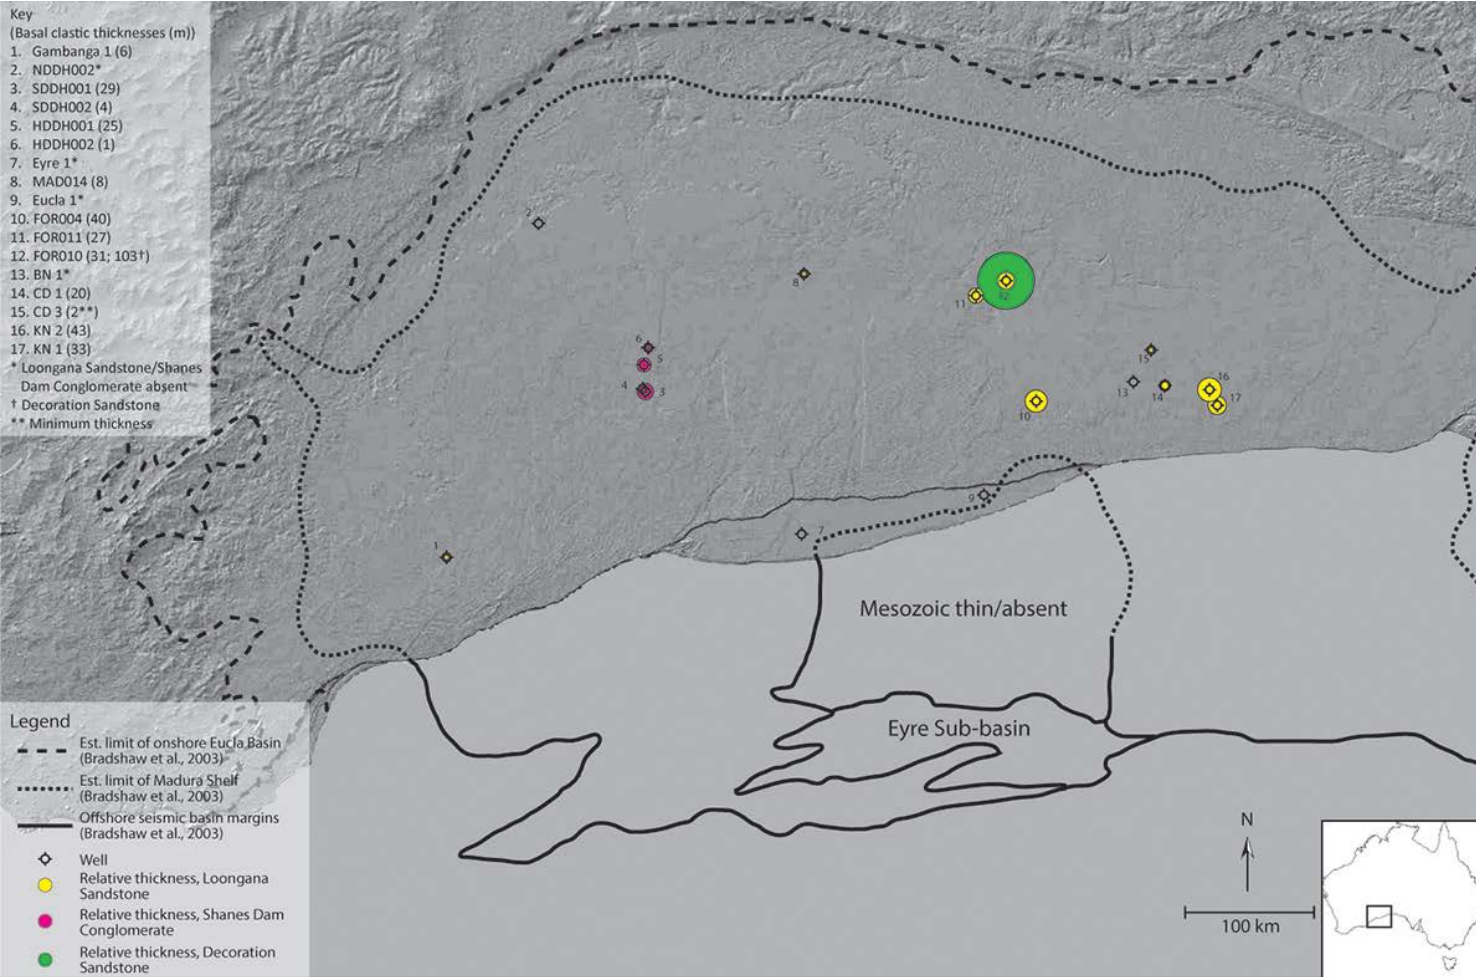 Key
(Basal clastic thicknesses (m))
1. Gambanga 1 (6)
2. NDDH002*
3. SDDH001 (29)
4. SDDH002 (4)
5. HDDH001 (25)
6. HDDH002 (1)
7. Eyre 1*
8. MAD014 (8)
9. Eucla 1*
10. FOR004 (40)
11. FOR011 (27)
12. FOR010 (31; 103†)
13. BN 1*
14. CD 1 (20)
15. CD 3 (2**)
16. KN 2 (43)
17. KN 1 (33)
* Loongana Sandstone/Shanes
Dam Conglomerate absent
† Decoration Sandstone
** Minimum thickness
2
8
11
12
6
5
4
3
15
13
14
16
17
10
9
7
1
Mesozoic thin/absent
Eyre Sub-basin
Legend
Est. limit of onshore Eucla Basin
(Bradshaw et al., 2003)
Est. limit of Madura Shelf
(Bradshaw et al., 2003)
Offshore seismic basin margins
(Bradshaw et al., 2003)
Well
Relative thickness, Loongana
Sandstone
Relative thickness, Shanes Dam
Conglomerate
Relative thickness, Decoration
Sandstone
N
100 km